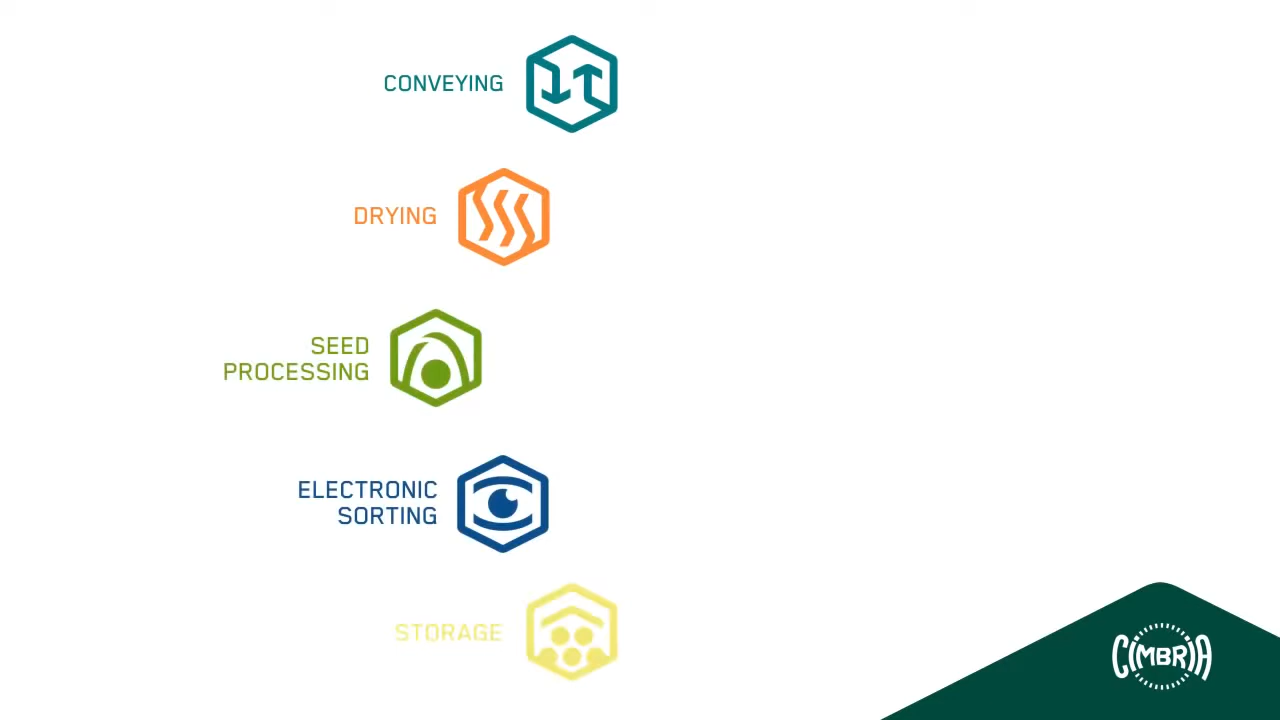 CONVEYING
DRYING
SEED
PROCESSING
ELECTRONIC
SORTING
STORAGE
CIMBRIA